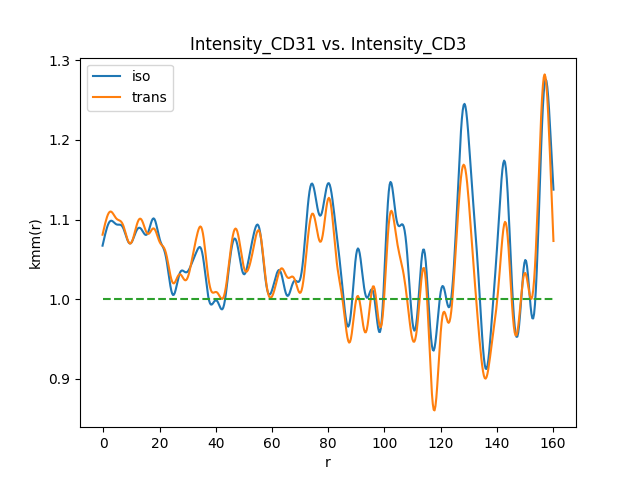 Intensity_CD31 vs. Intensity_CD3
iso
trans
1.3
1.2
1.1
1.0
0.9
kmm(r)
0 20 40 60 80 100 120 140 160
r